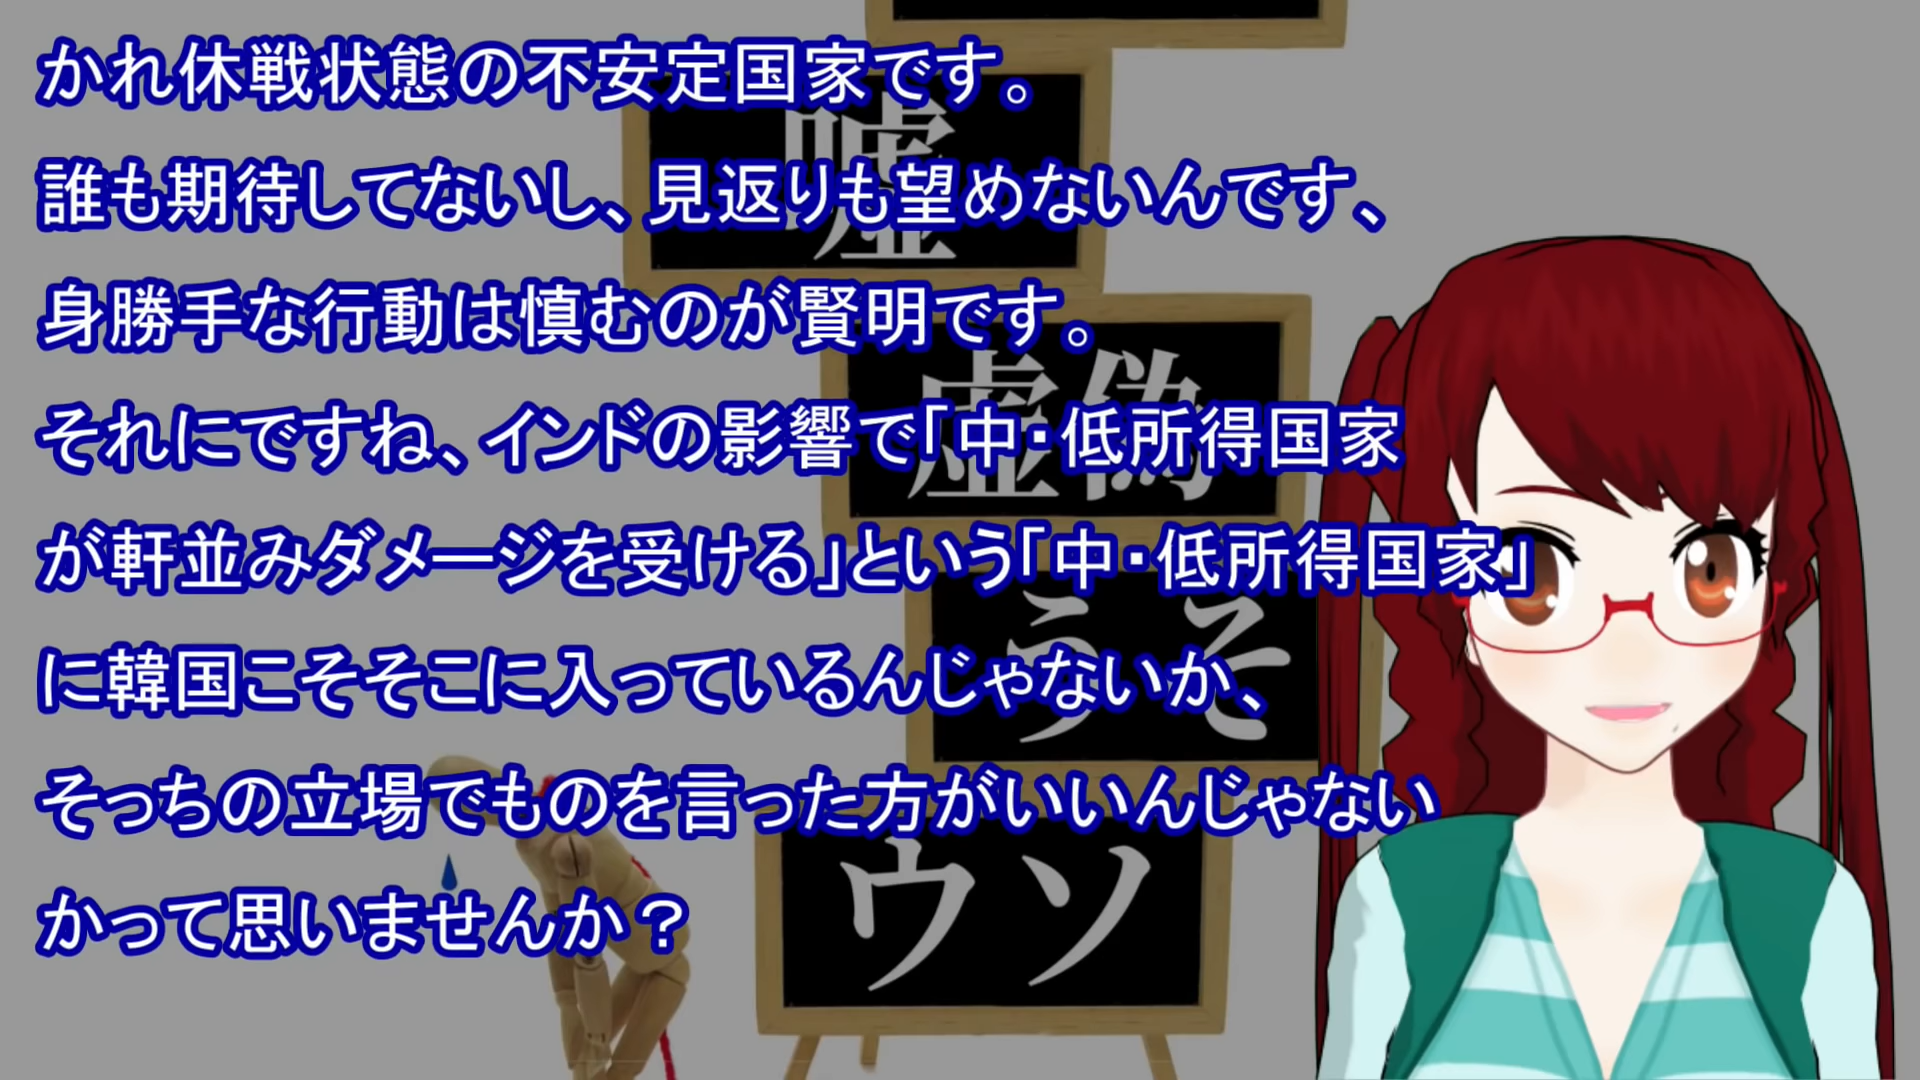 かれ休戦状態の不安定国家です。
誰も期待してないし、見返りも望めないんです、
身勝手な行動は慎むのが賢明です。
それにですね、インドの影響で「中・低所得国家
が軒並みダメージを受ける」という「中・低所得国家」
に韓国こそそこに入っているんじゃないか、
そっちの立場でものを言った方がいいんじゃない
かって思いませんか？
嘘
虚偽
うそ
ウソ